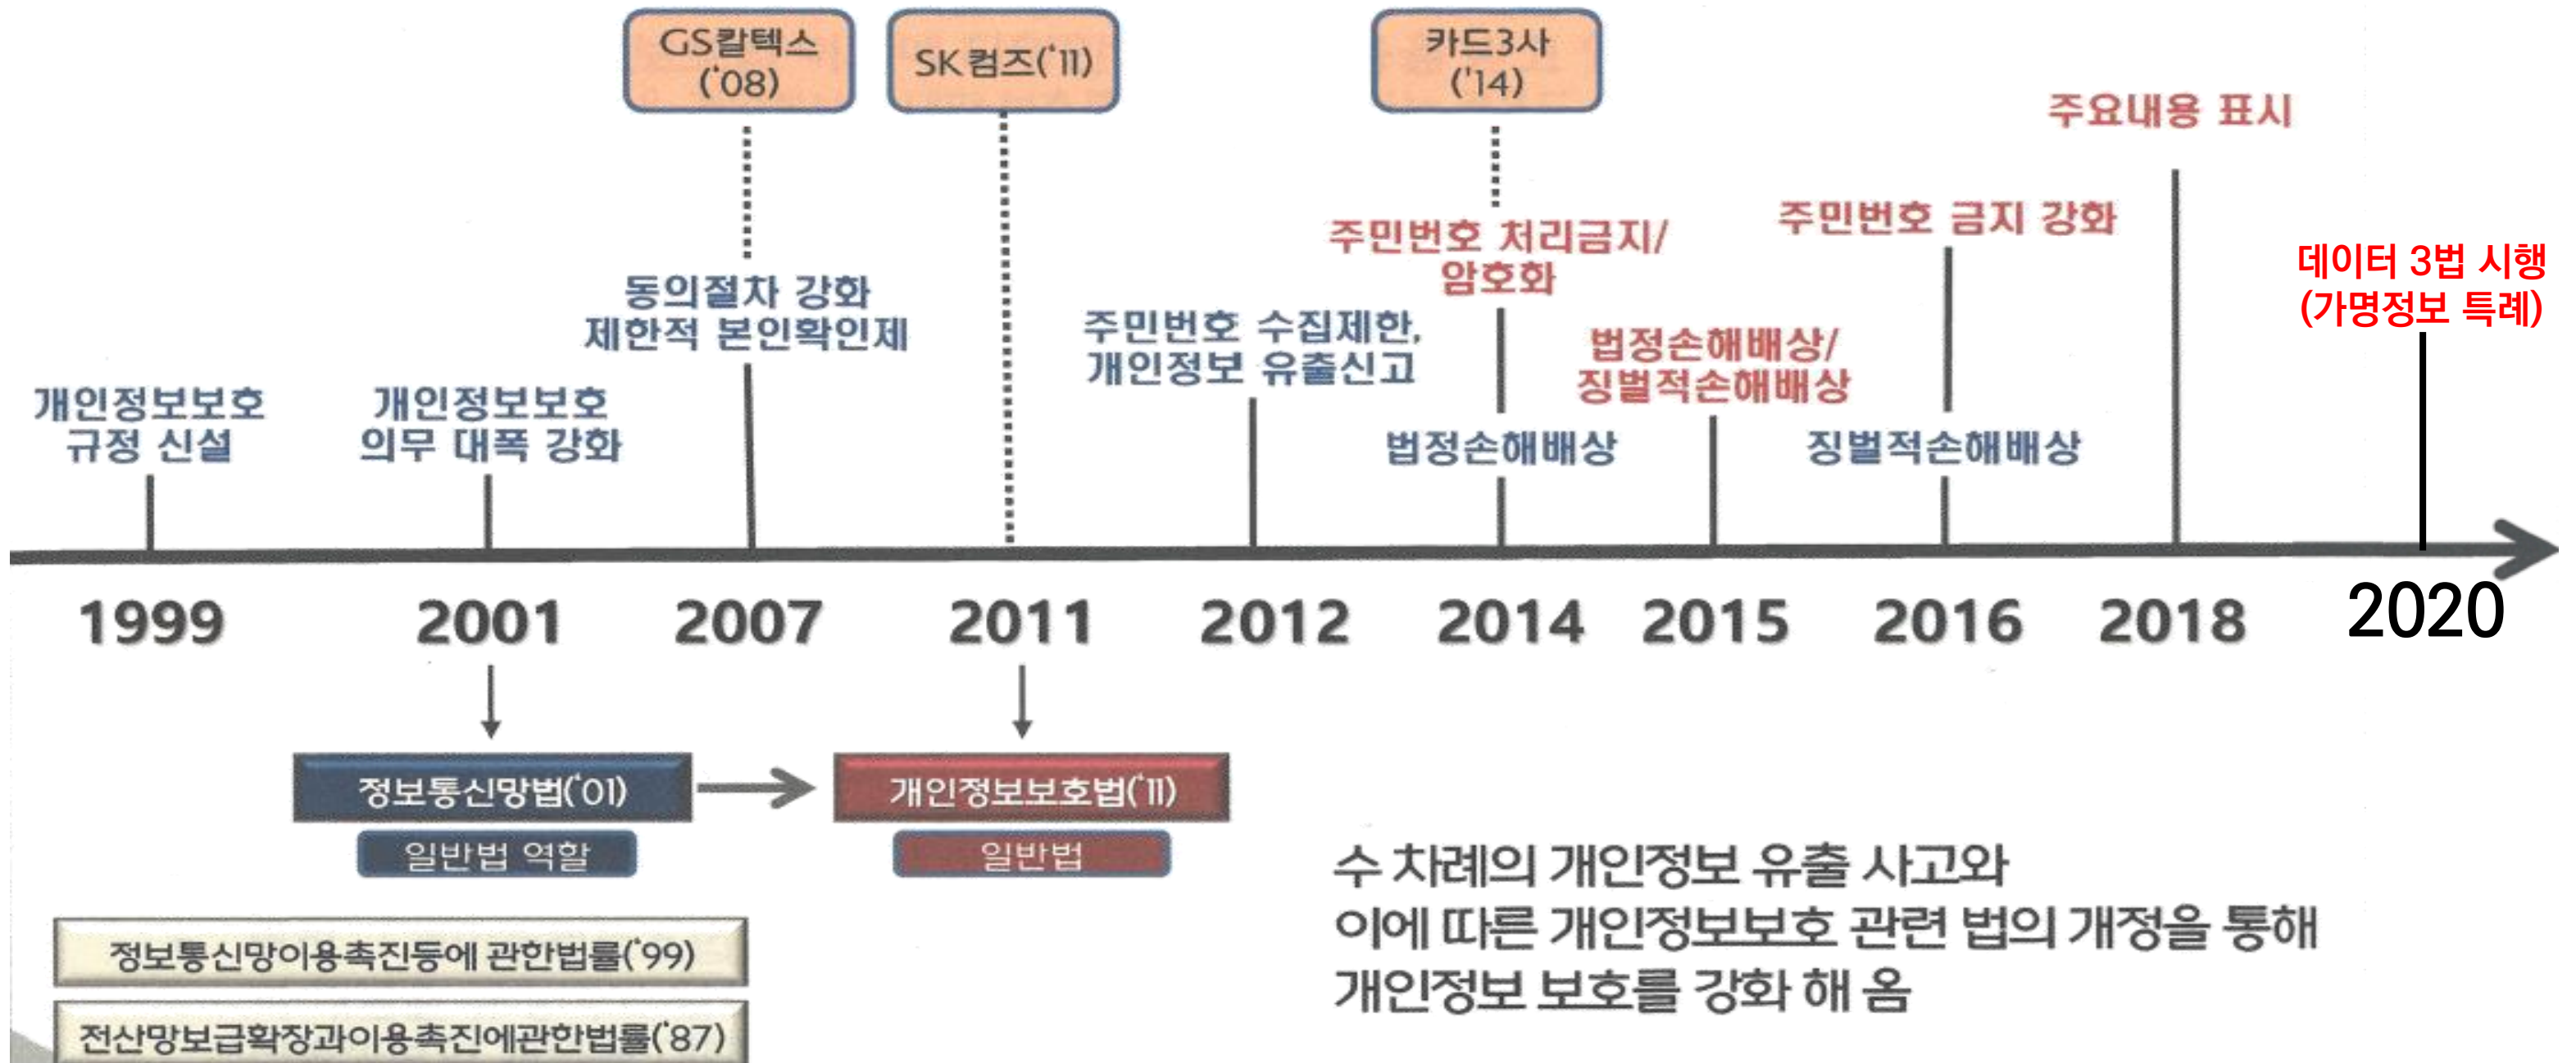 GS칼텍스
('08)
SK컴즈('11)
카드3사
('14)
주요내용 표시
주민번호 처리금지/
암호화
주민번호 금지 강화
데이터 3법 시행
(가명정보 특례)
동의절차 강화
제한적 본인확인제
주민번호 수집제한,
개인정보 유출신고
법정손해배상/
징벌적손해배상
개인정보보호
규정 신설
개인정보보호
의무 대폭 강화
법정손해배상
징벌적손해배상
1999 2001 2007 2011 2012 2014 2015 2016 2018 2020
정보통신망법('01)
일반법 역할
개인정보보호법('11)
일반법
수 차례의 개인정보 유출 사고와
이에 따른 개인정보보호 관련 법의 개정을 통해
개인정보 보호를 강화 해 옴
정보통신망이용촉진등에 관한법률('99)
전산망보급확장과이용촉진에관한법률('87)